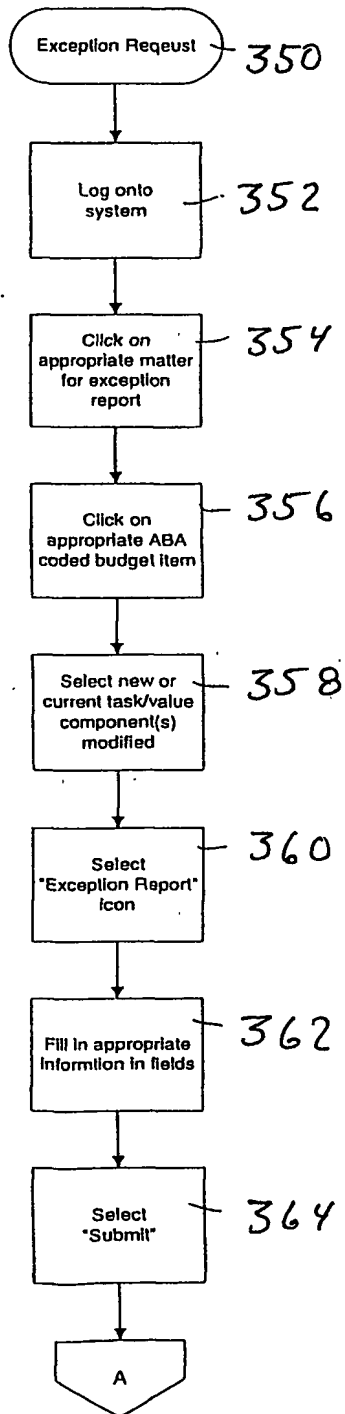 Exception Reqeust
350
Log onto
system
352
Click on
appropriate matter
for exception
report
354
Click on
appropriate ABA
coded budget item
356
Select new or
current task/value
component(s)
modified
358
Select
"Exception Report"
icon
360
Fill in appropriate
informtion in fields
362
Select
"Submit"
364
A